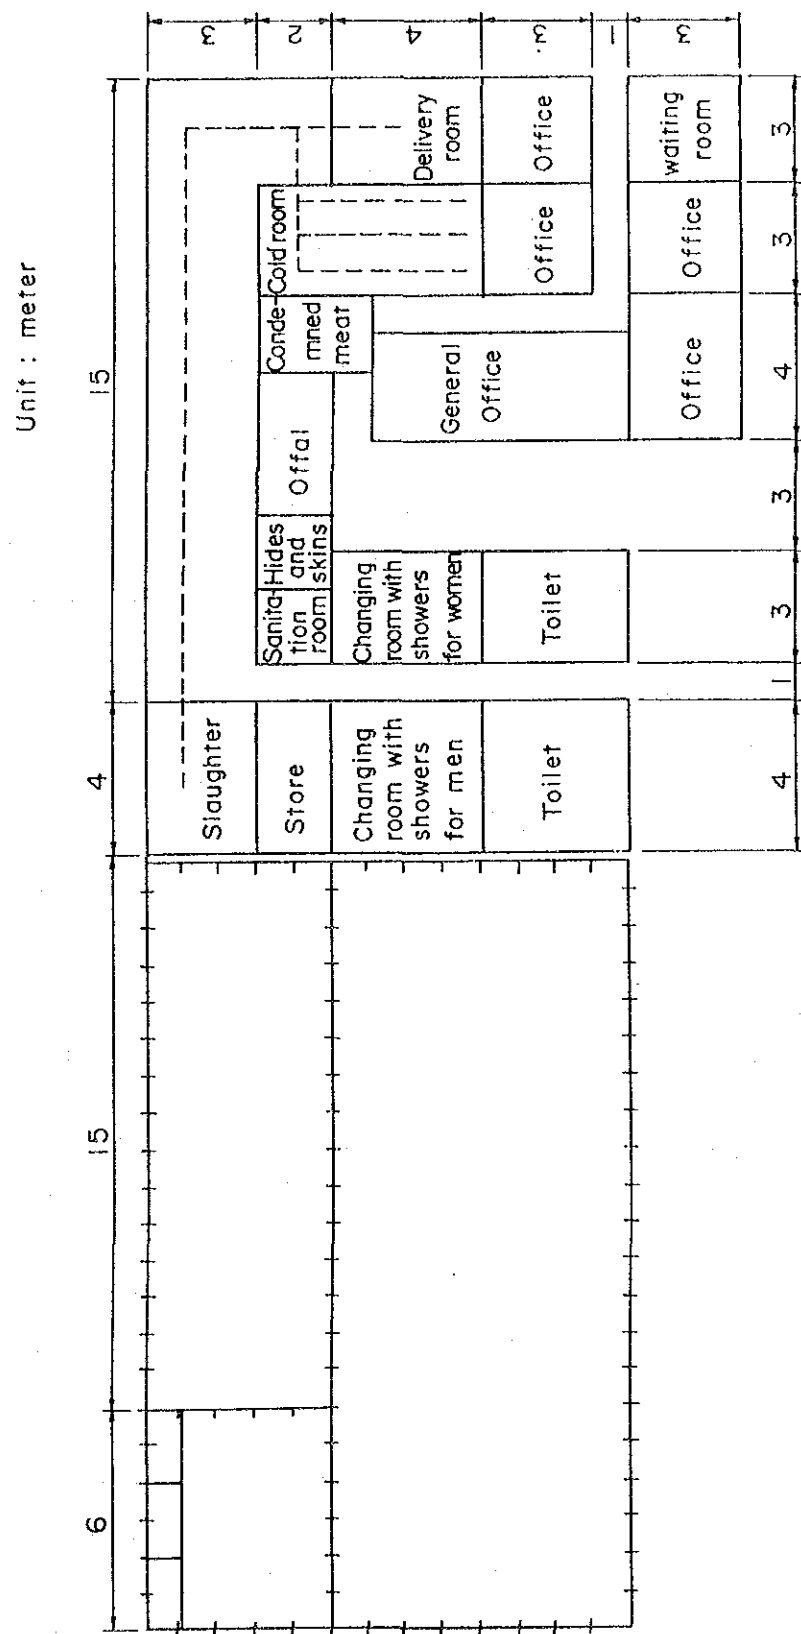 Unit : meter
6
15
4
15
3
2
4
3.
1
3
Slaughter
Store
Changing
room with
showers
for men
Toilet
Sanita-
tion
room
Hides
and
skins
Offal
Conde-
mned
meat
Cold room
Delivery
room
Changing
room with
showers
for women
Toilet
General
Office
Office
Office
Office
Office
waiting
room
4
1
3
3
4
3
3